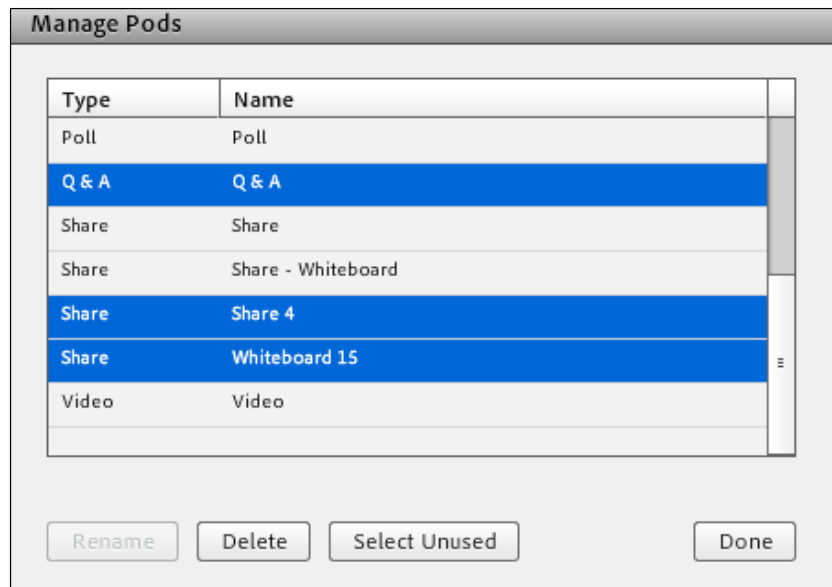 Manage Pods
Type Name
Poll Poll
Q & A Q & A
Share Share
Share Share - Whiteboard
Share Share 4
Share Whiteboard 15
Video Video
Rename Delete Select Unused Done